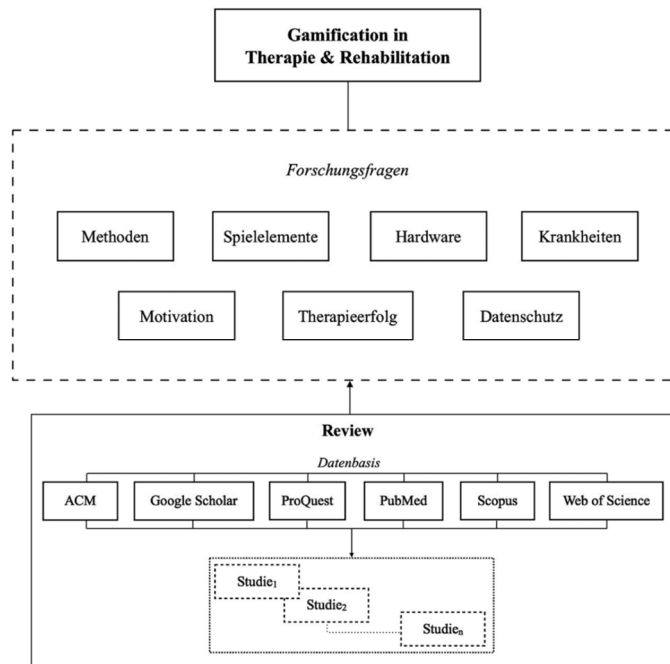 Gamification in
Therapie & Rehabilitation
Forschungsfragen
Methoden
Spielelemente
Hardware
Krankheiten
Motivation
Therapieerfolg
Datenschutz
Review
Datenbasis
ACM
Google Scholar
ProQuest
PubMed
Scopus
Web of Science
Studie₁
Studie₂
Studieₙ